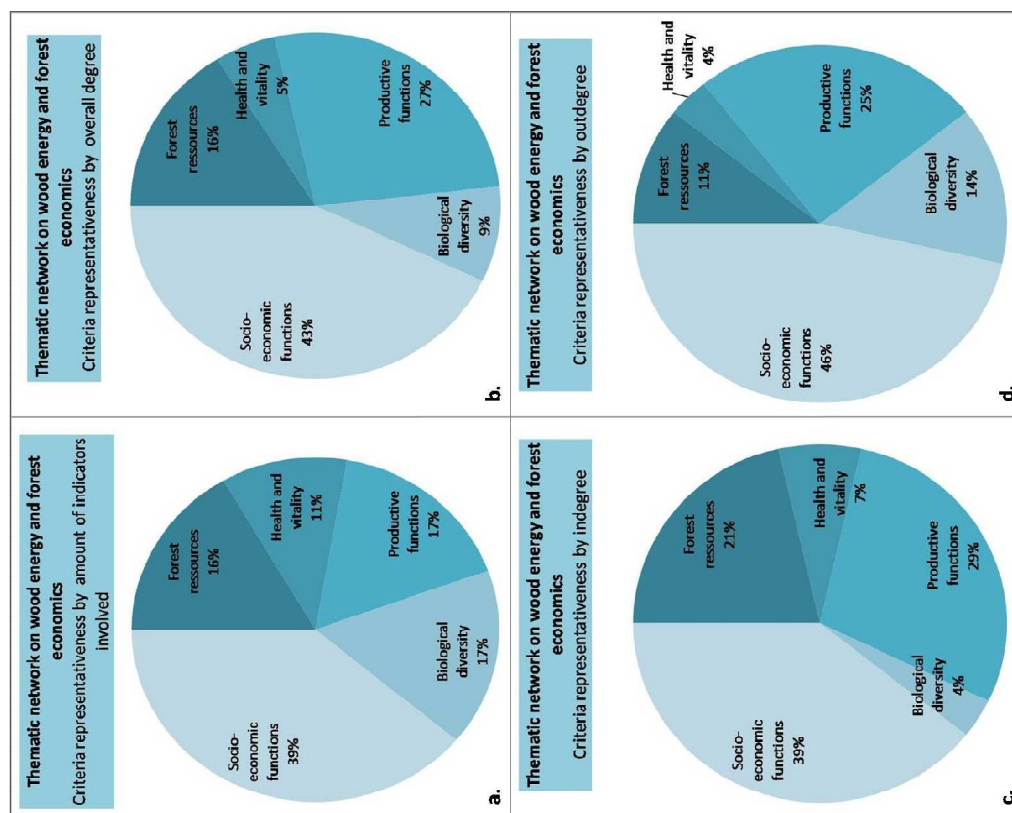 Thematic network on wood energy and forest
economics
Criteria representativeness by amount of indicators
involved
Forest
ressources
16%
Health and
vitality
11%
Productive
functions
17%
Biological
diversity
17%
Socio-
economic
functions
39%
a.
Thematic network on wood energy and forest
economics
Criteria representativeness by overall degree
Forest
ressources
16%
Health and
vitality
5%
Productive
functions
27%
Biological
diversity
9%
Socio-
economic
functions
43%
b.
Thematic network on wood energy and forest
economics
Criteria representativeness by indegree
Forest
ressources
21%
Health and
vitality
7%
Productive
functions
29%
Biological
diversity
4%
Socio-
economic
functions
39%
c.
Thematic network on wood energy and forest
economics
Criteria representativeness by outdegree
Forest
ressources
11%
Health and
vitality
4%
Productive
functions
25%
Biological
diversity
14%
Socio-
economic
functions
46%
d.